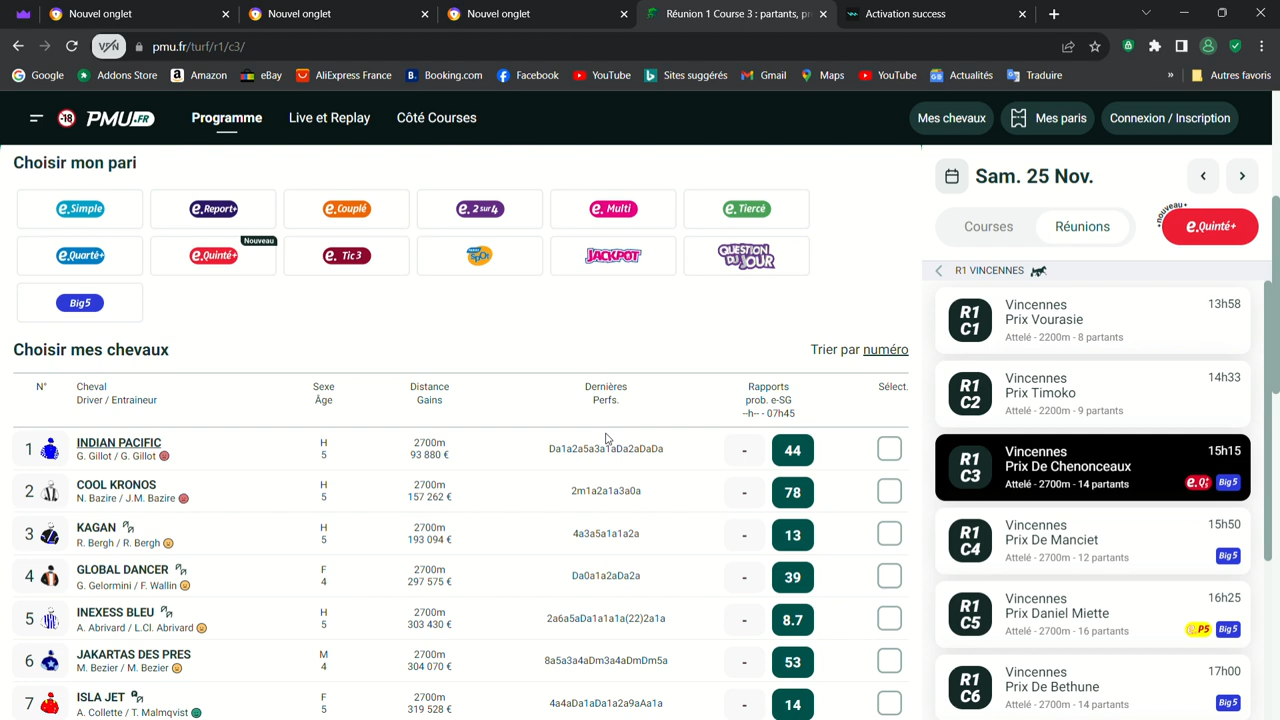 Nouvel onglet
Nouvel onglet
Nouvel onglet
Réunion 1 Course 3 : partants, pr
Activation success
VPN
pmu.fr/turf/r1/c3/
Google
Addons Store
Amazon
eBay
AliExpress France
Booking.com
Facebook
YouTube
Sites suggérés
Gmail
Maps
YouTube
Actualités
Traduire
»
Autres favoris
-18
PMU.FR
Programme
Live et Replay
Côté Courses
Mes chevaux
Mes paris
Connexion / Inscription
Choisir mon pari
e.Simple
e.Report+
e.Couplé
e.2sur4
e.Multi
e.Tiercé
e.Quarté+
e.Quinté+
Nouveau
e.Tic3
SpOt
JACKPOT
QUESTION DU JOUR
Big5
Choisir mes chevaux
Trier par numéro
N°
Cheval
Driver / Entraineur
Sexe
Âge
Distance
Gains
Dernières
Perfs.
Rapports
prob. e-SG
--h-- - 07h45
Sélect.
1
INDIAN PACIFIC
G. Gillot / G. Gillot
H
5
2700m
93 880 €
Da1a2a5a3a1aDa2aDaDa
-
44
2
COOL KRONOS
N. Bazire / J.M. Bazire
H
5
2700m
157 262 €
2m1a2a1a3a0a
-
78
3
KAGAN
R. Bergh / R. Bergh
H
5
2700m
193 094 €
4a3a5a1a1a2a
-
13
4
GLOBAL DANCER
G. Gelormini / F. Wallin
F
4
2700m
297 575 €
Da0a1a2aDa2a
-
39
5
INEXESS BLEU
A. Abrivard / L.Cl. Abrivard
H
5
2700m
303 430 €
2a6a5aDa1a1a1a(22)2a1a
-
8.7
6
JAKARTAS DES PRES
M. Bezier / M. Bezier
M
4
2700m
304 070 €
8a5a3a4aDm3a4aDmDm5a
-
53
7
ISLA JET
A. Collette / T. Malmqvist
F
5
2700m
319 528 €
4a4aDa1aDa1a2a9aAa1a
-
14
Sam. 25 Nov.
Courses
Réunions
nouveau
e.Quinté+
R1 VINCENNES
R1
C1
Vincennes
Prix Vourasie
Attelé - 2200m - 8 partants
13h58
R1
C2
Vincennes
Prix Timoko
Attelé - 2200m - 9 partants
14h33
R1
C3
Vincennes
Prix De Chenonceaux
Attelé - 2700m - 14 partants
15h15
Big5
R1
C4
Vincennes
Prix De Manciet
Attelé - 2700m - 12 partants
15h50
Big5
R1
C5
Vincennes
Prix Daniel Miette
Attelé - 2700m - 16 partants
16h25
P5
Big5
R1
C6
Vincennes
Prix De Bethune
Attelé - 2700m - 14 partants
17h00
Big5